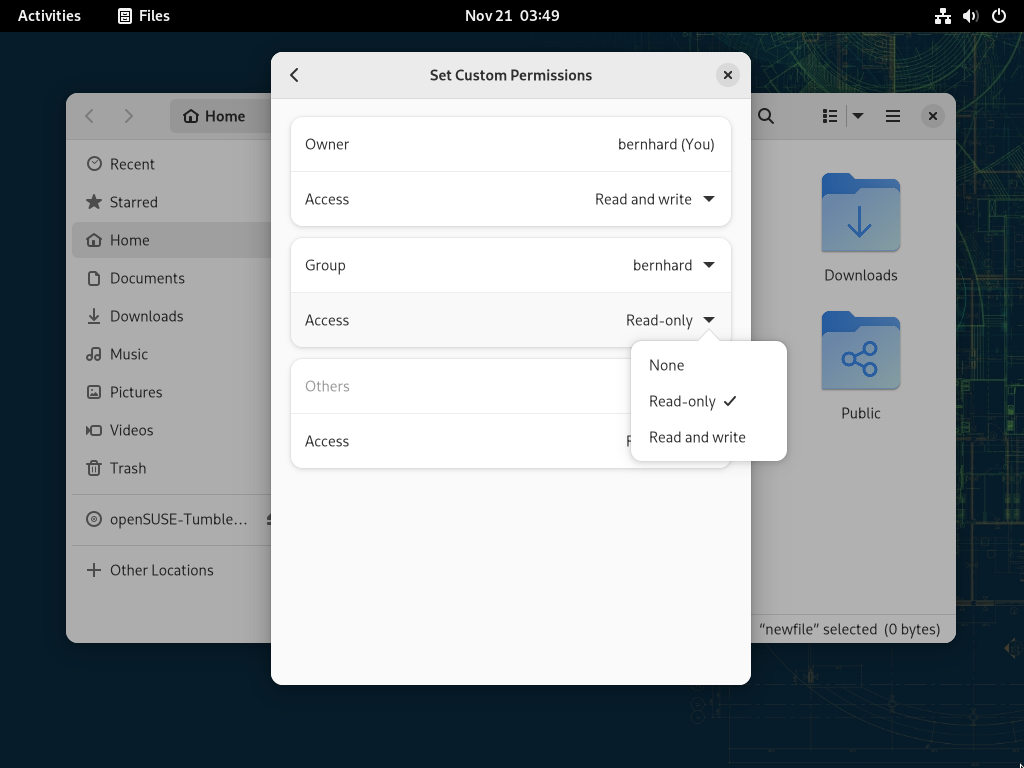 Activities Files Nov 21 03:49
Set Custom Permissions
Home
Recent
Starred
Home
Documents
Downloads
Music
Pictures
Videos
Trash
openSUSE-Tumble…
Other Locations
Owner bernhard (You)
Access Read and write
Group bernhard
Access Read-only
None
Read-only
Read and write
Others
Access
Downloads
Public
“newfile” selected (0 bytes)